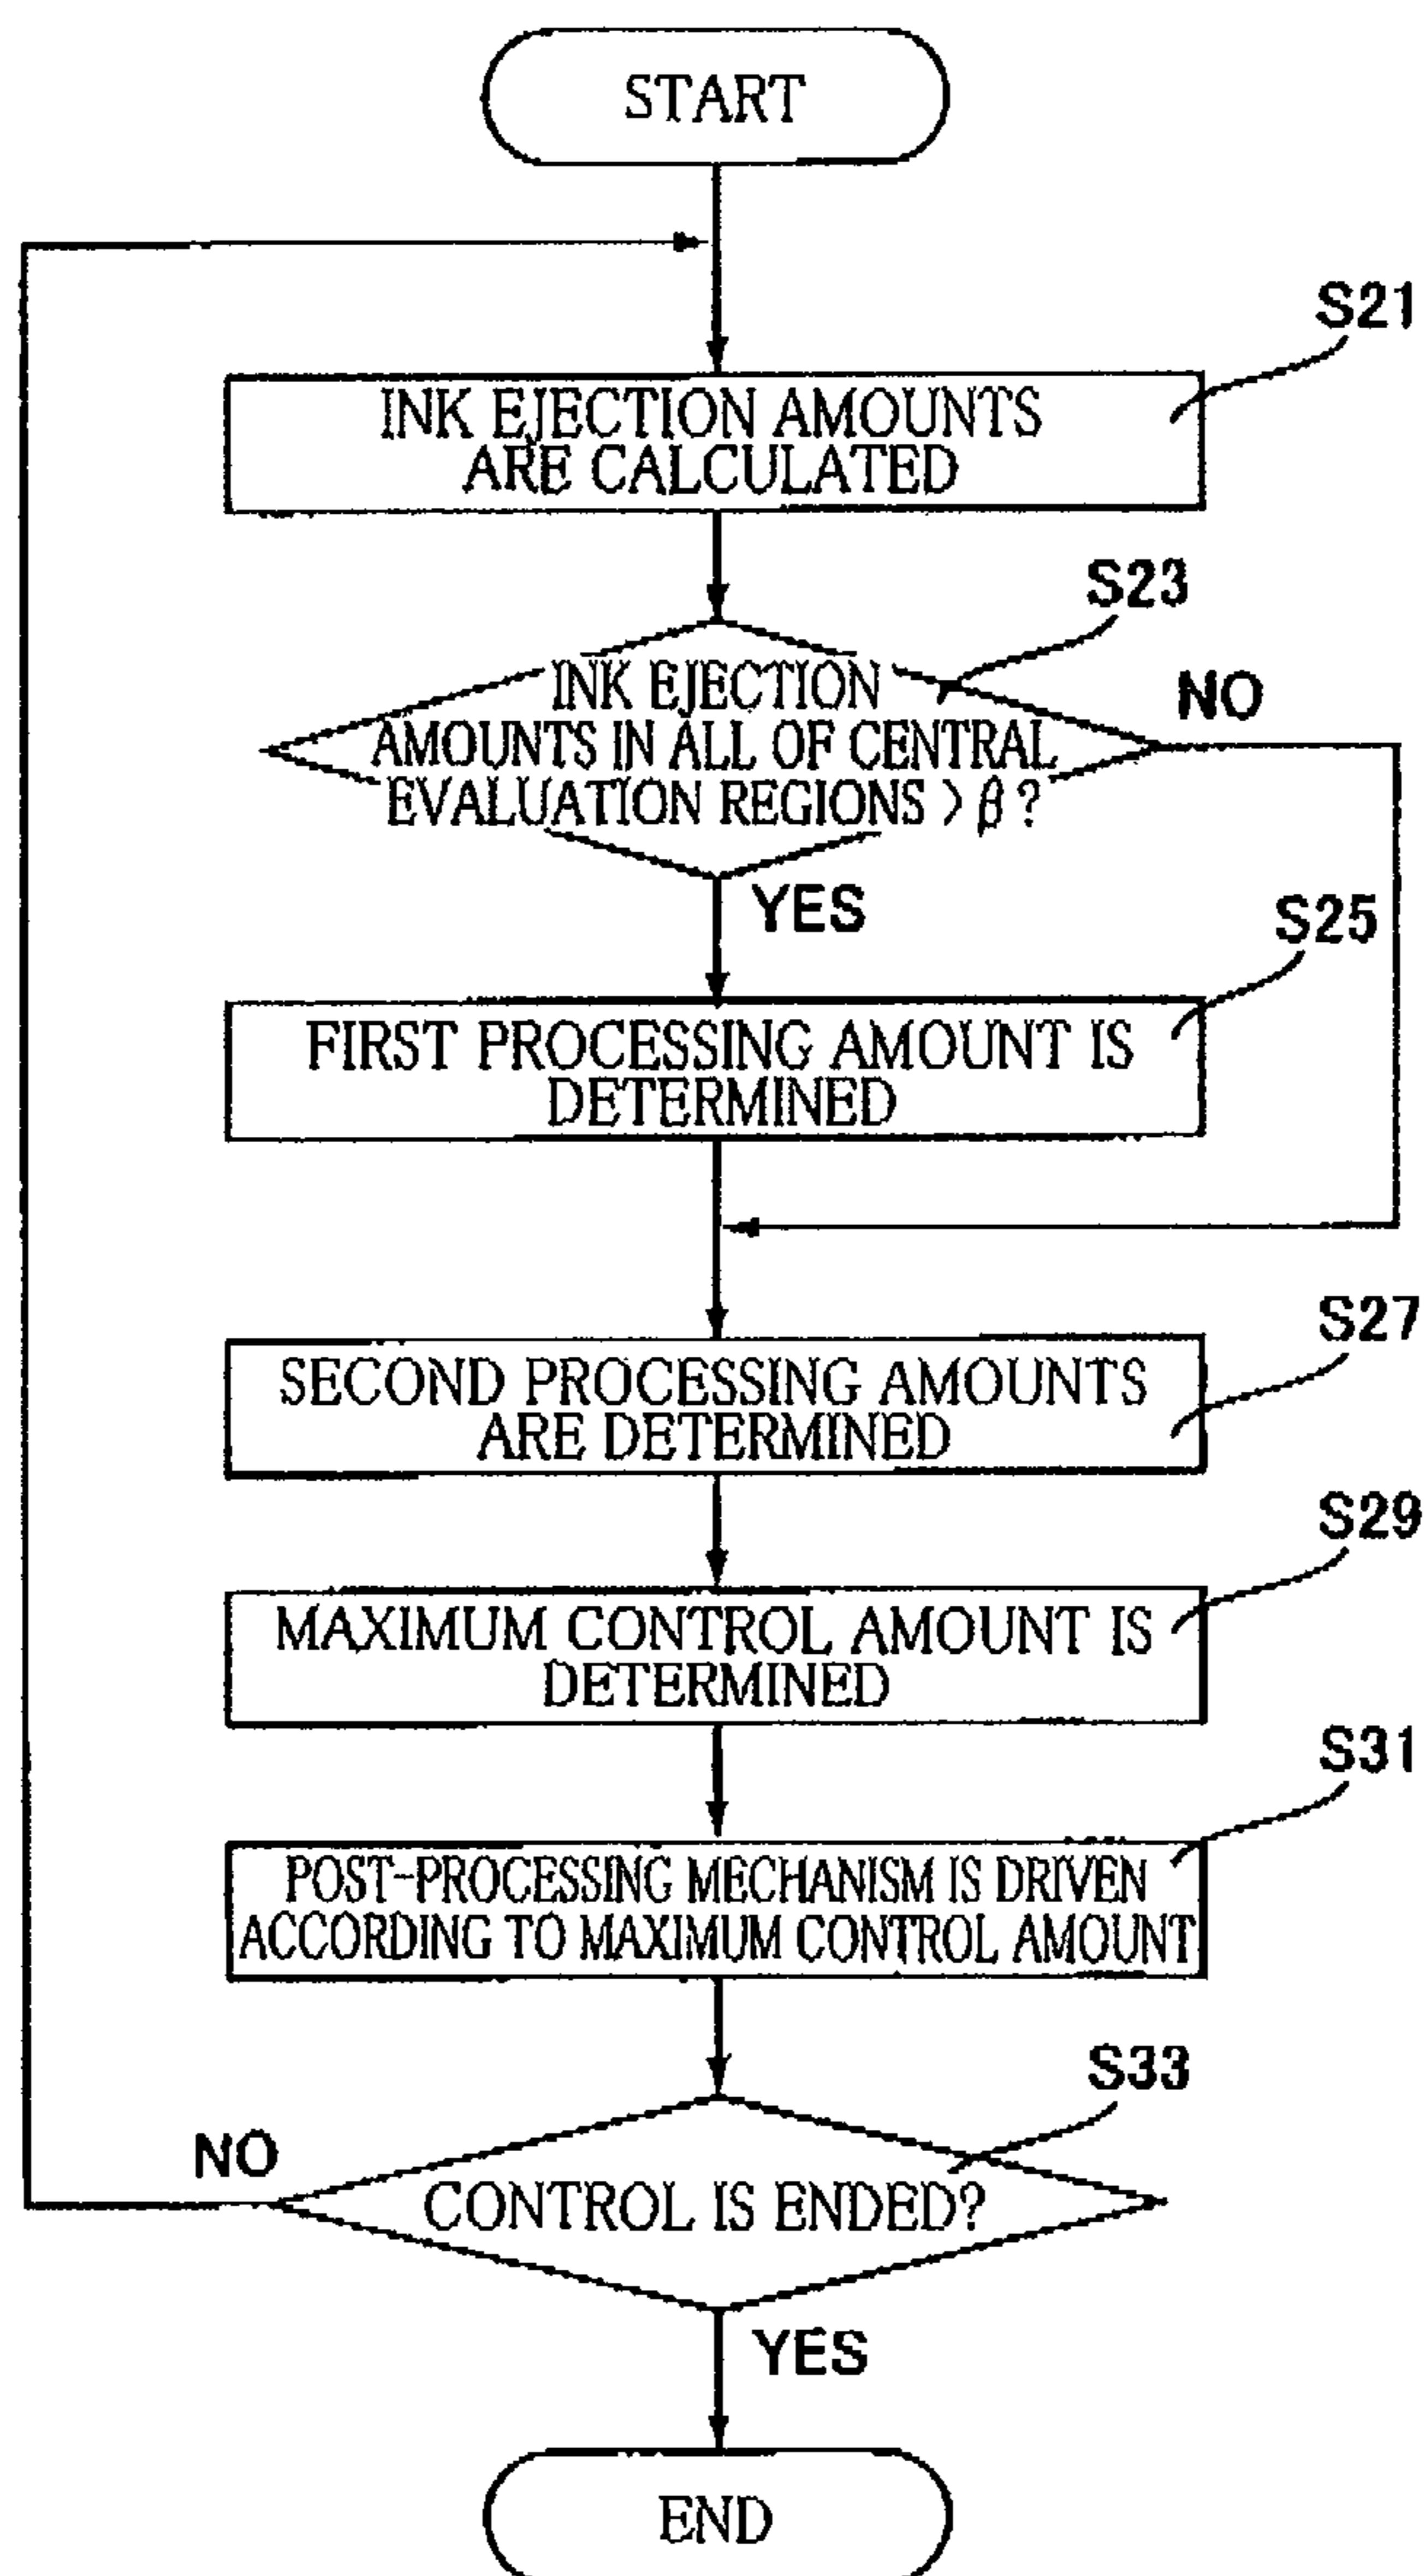 START
S21
INK EJECTION AMOUNTS
ARE CALCULATED
S23
INK EJECTION
AMOUNTS IN ALL OF CENTRAL
EVALUATION REGIONS > β ?
NO
YES
S25
FIRST PROCESSING AMOUNT IS
DETERMINED
S27
SECOND PROCESSING AMOUNTS
ARE DETERMINED
S29
MAXIMUM CONTROL AMOUNT IS
DETERMINED
S31
POST-PROCESSING MECHANISM IS DRIVEN
ACCORDING TO MAXIMUM CONTROL AMOUNT
S33
NO
CONTROL IS ENDED?
YES
END